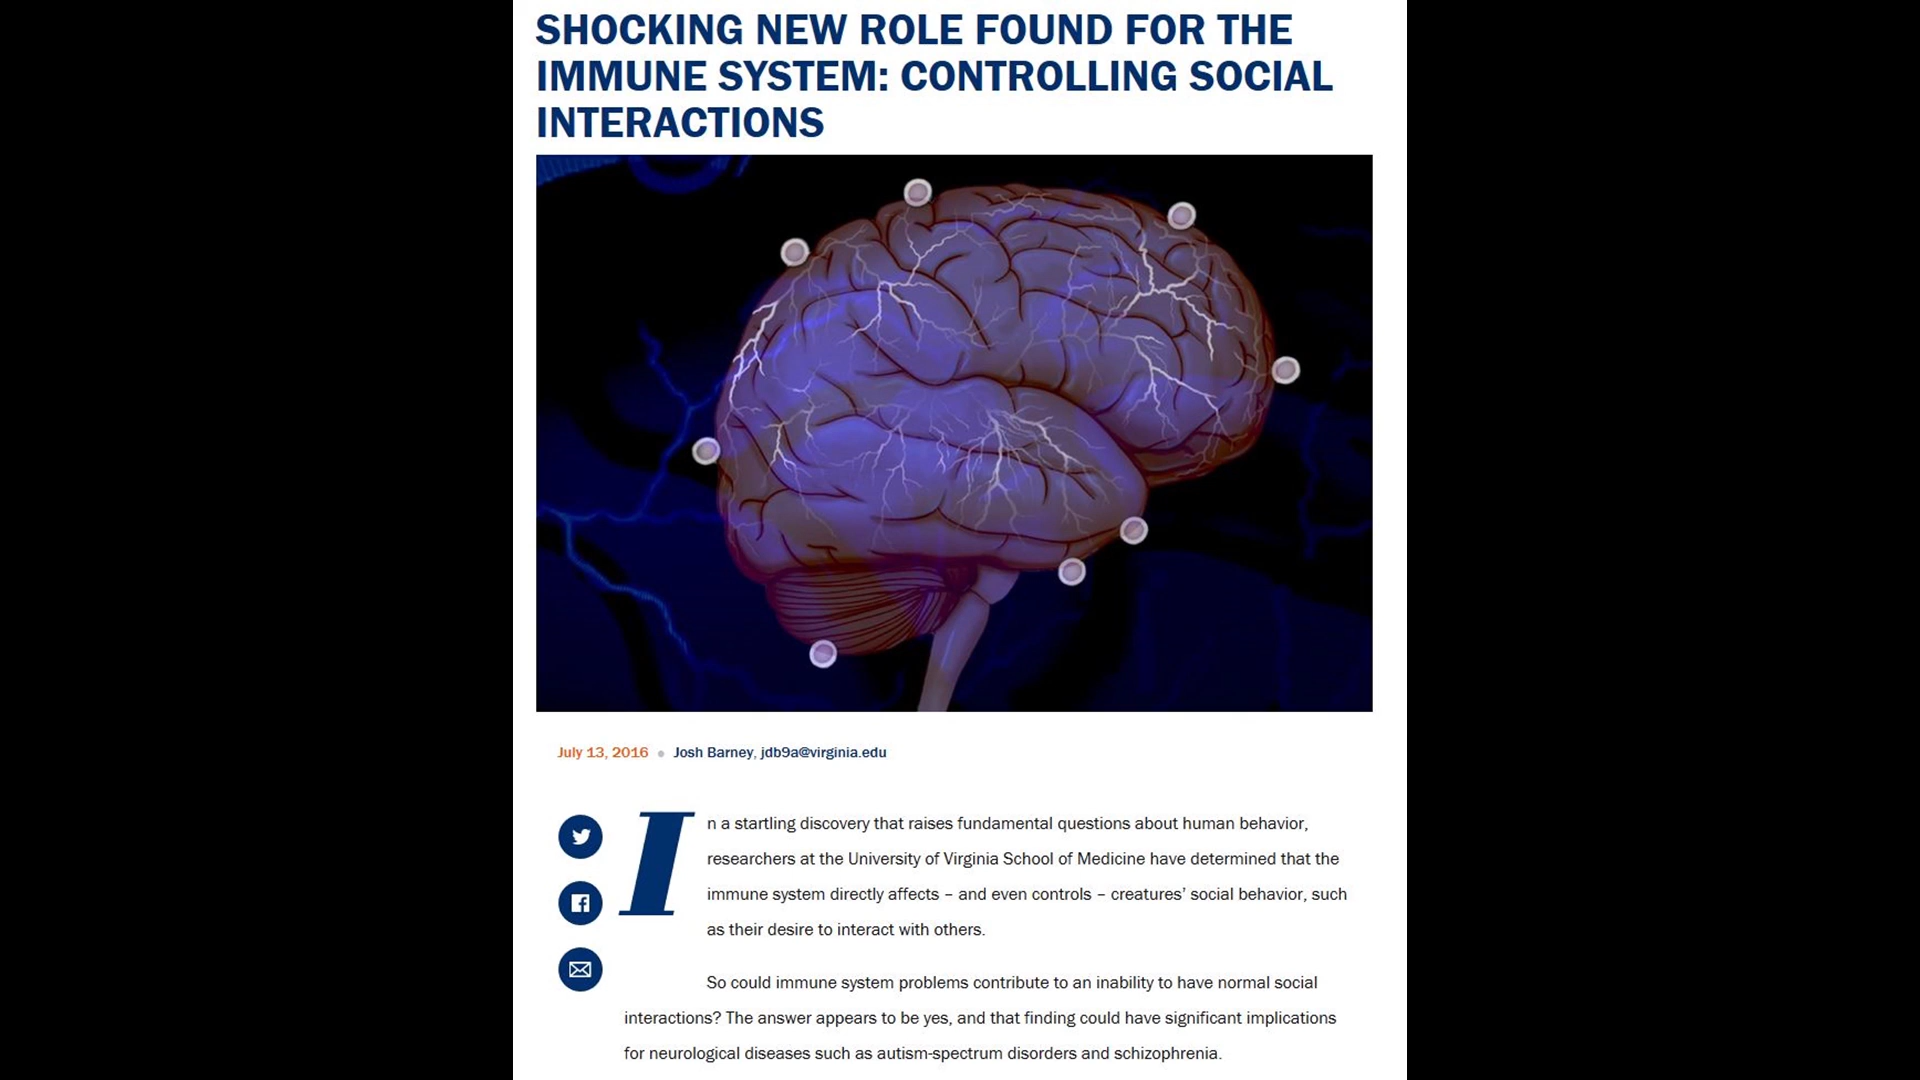 SHOCKING NEW ROLE FOUND FOR THE
IMMUNE SYSTEM: CONTROLLING SOCIAL
INTERACTIONS
July 13, 2016 • Josh Barney, jdb9a@virginia.edu
In a startling discovery that raises fundamental questions about human behavior,
researchers at the University of Virginia School of Medicine have determined that the
immune system directly affects – and even controls – creatures’ social behavior, such
as their desire to interact with others.
So could immune system problems contribute to an inability to have normal social
interactions? The answer appears to be yes, and that finding could have significant implications
for neurological diseases such as autism-spectrum disorders and schizophrenia.